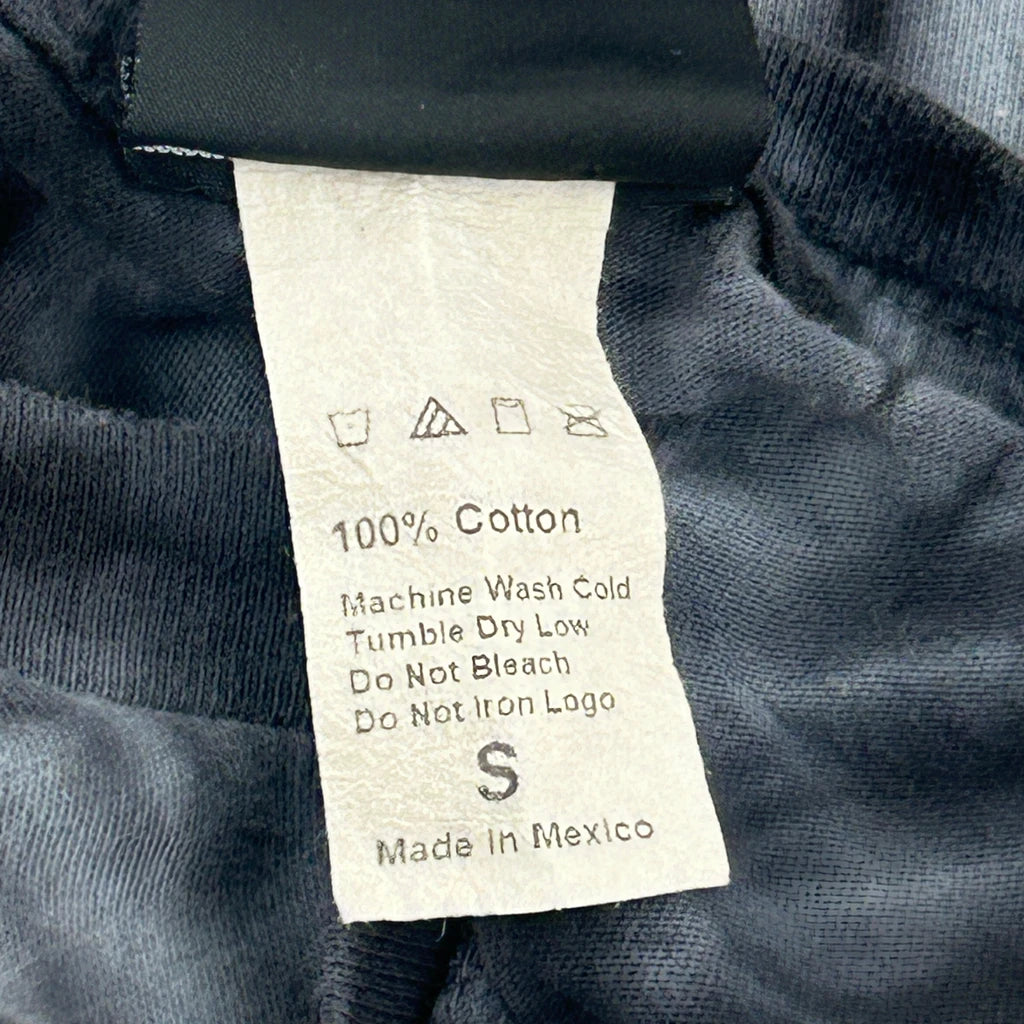 100% Cotton
Machine Wash Cold
Tumble Dry Low
Do Not Bleach
Do Not Iron Logo
S
Made In Mexico